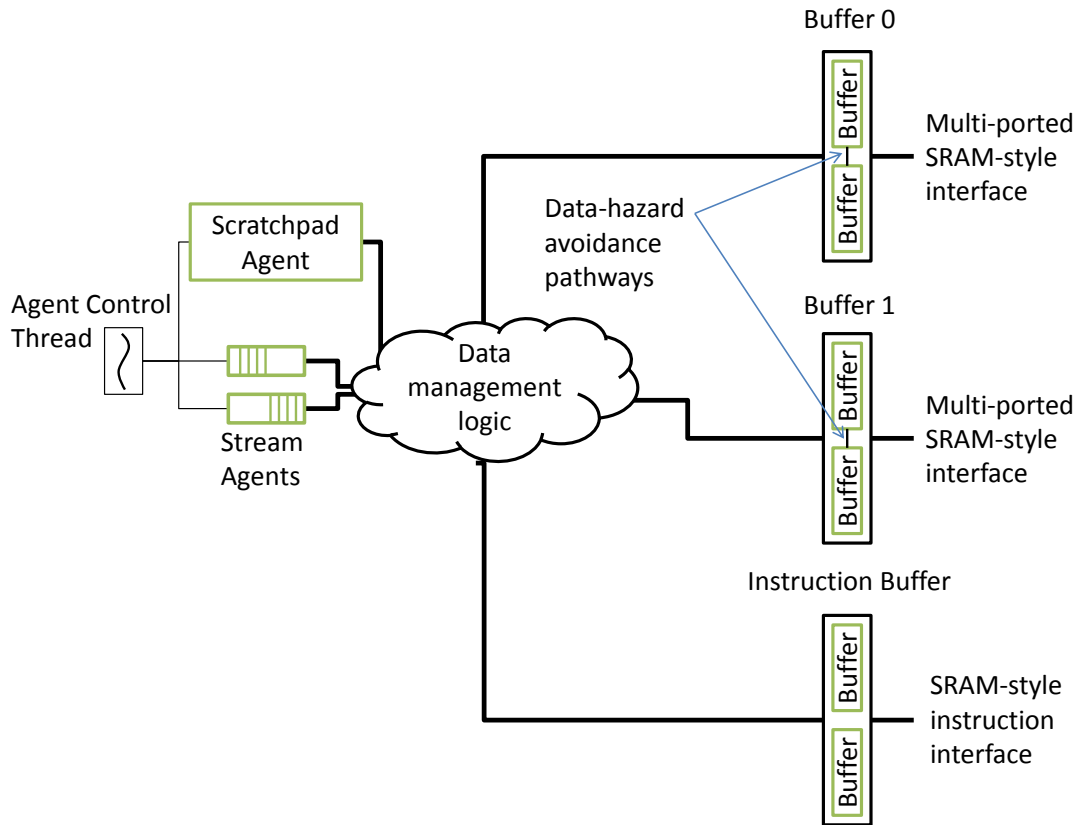 Buffer 0
Buffer
Buffer
Multi-ported
SRAM-style
interface
Data-hazard
avoidance
pathways
Scratchpad
Agent
Agent Control
Thread
Stream
Agents
Data
management
logic
Buffer 1
Buffer
Buffer
Multi-ported
SRAM-style
interface
Instruction Buffer
Buffer
Buffer
SRAM-style
instruction
interface